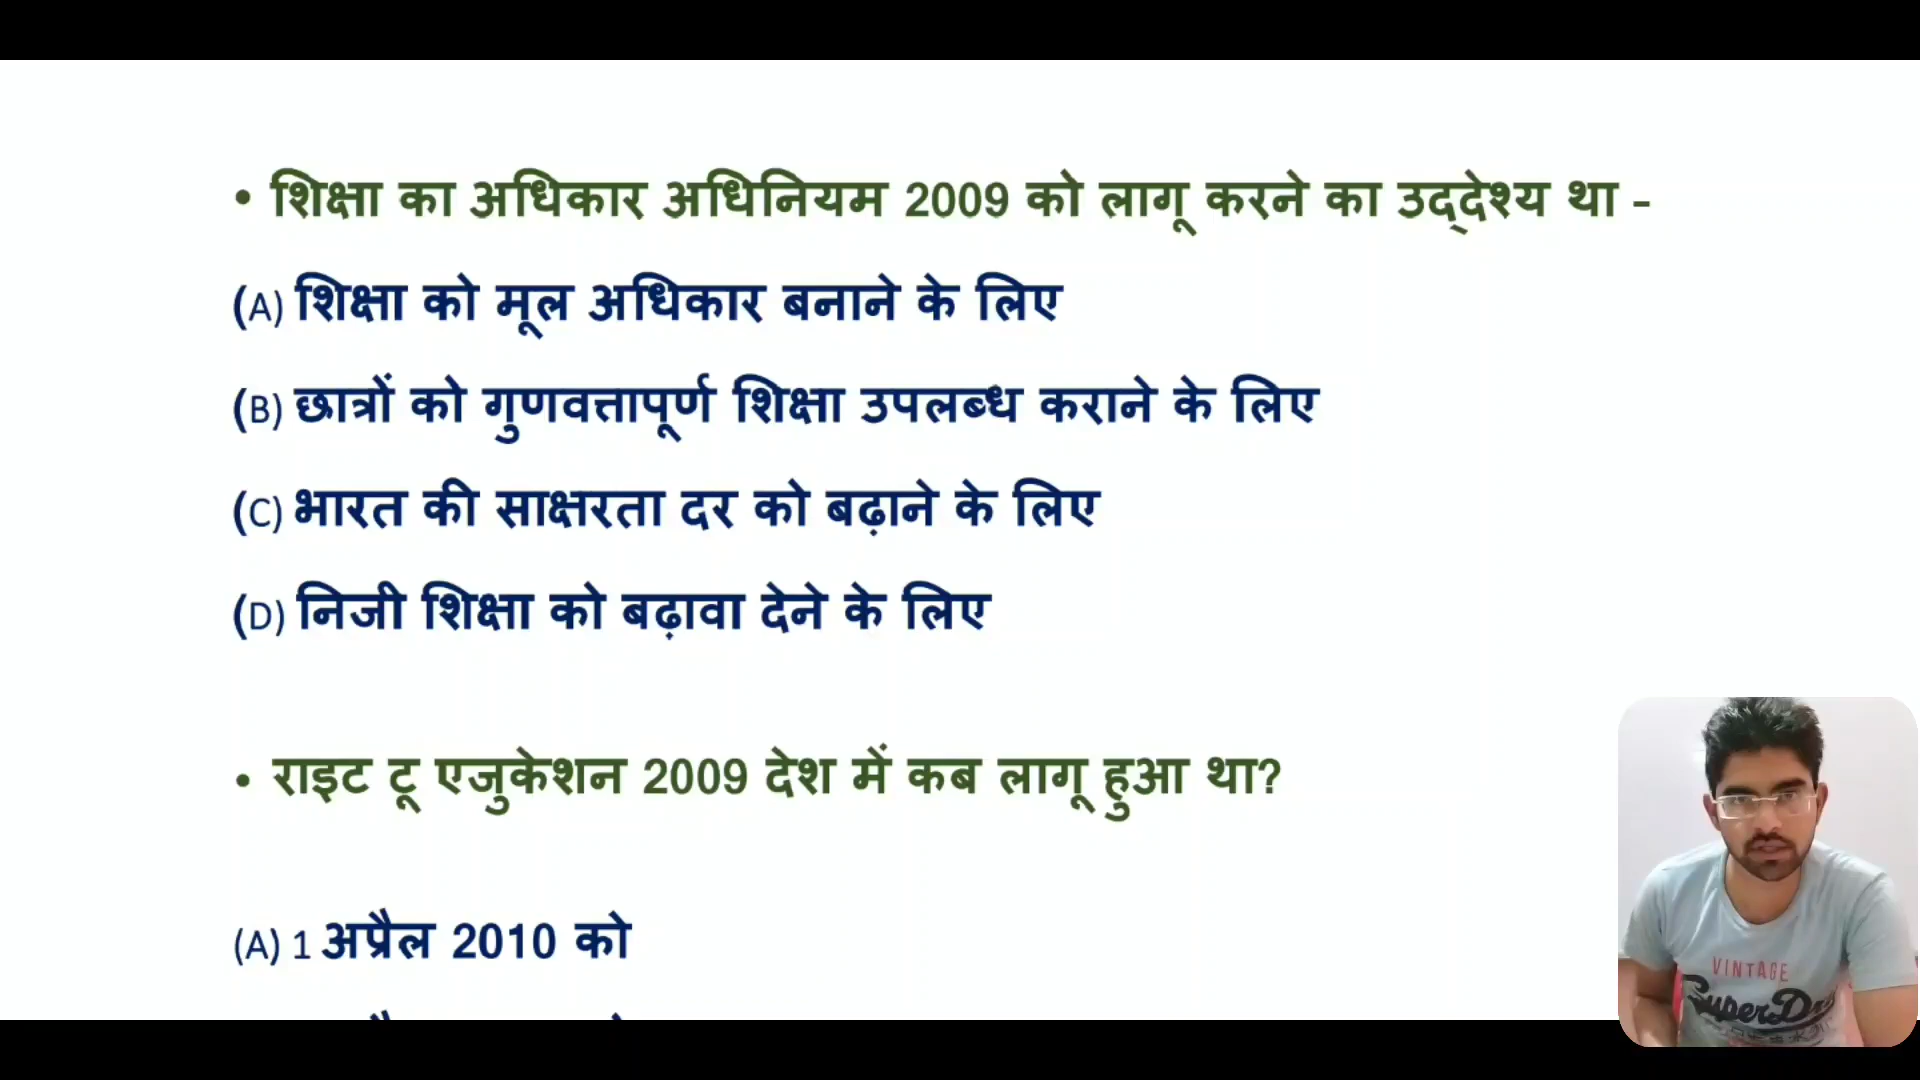 • शिक्षा का अधिकार अधिनियम 2009 को लागू करने का उद्देश्य था -
(A) शिक्षा को मूल अधिकार बनाने के लिए
(B) छात्रों को गुणवत्तापूर्ण शिक्षा उपलब्ध कराने के लिए
(C) भारत की साक्षरता दर को बढ़ाने के लिए
(D) निजी शिक्षा को बढ़ावा देने के लिए
• राइट टू एजुकेशन 2009 देश में कब लागू हुआ था?
(A) 1 अप्रैल 2010 को
VINTAGE